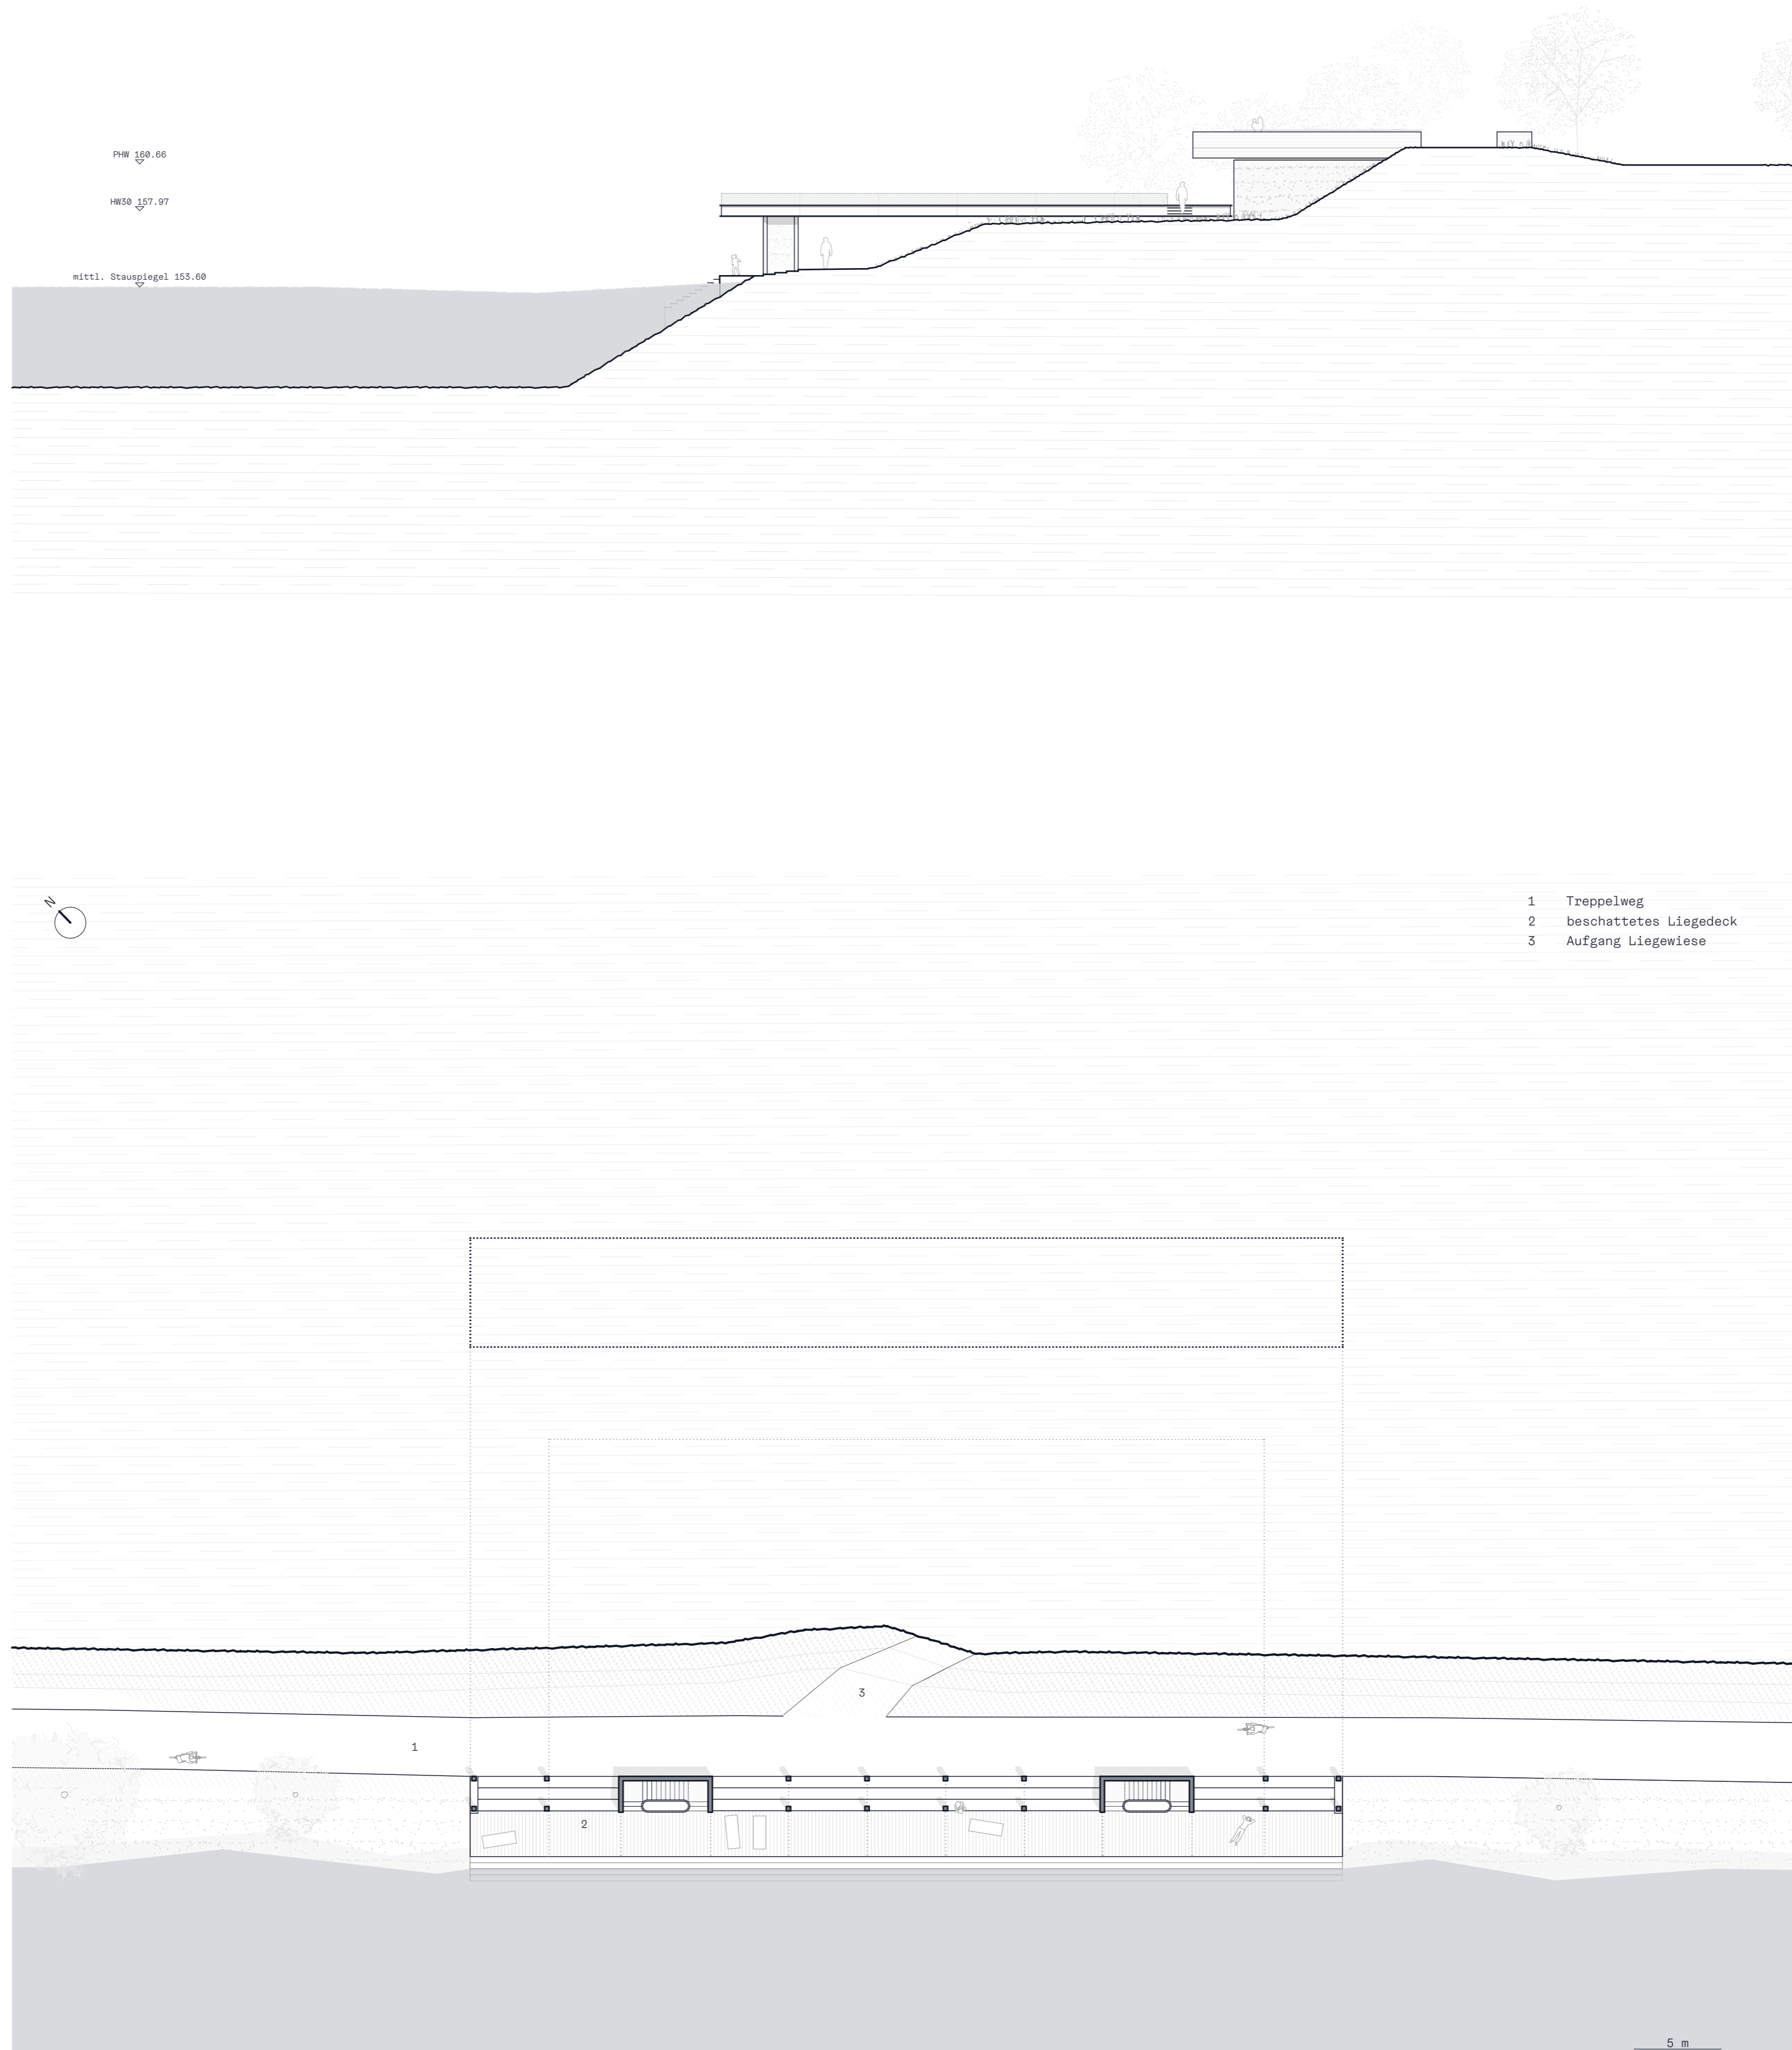 PHW 160.66
HW30 157.97
mittl. Stauspiegel 153.60
N
1 Treppelweg
2 beschattetes Liegedeck
3 Aufgang Liegewiese
3
1
2
5 m